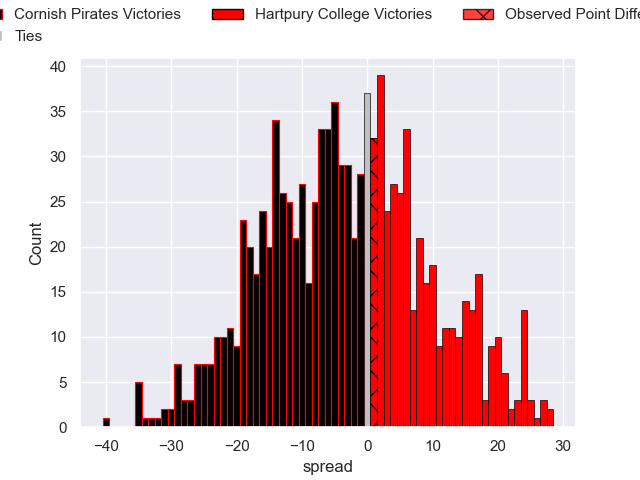 Cornish Pirates Victories Hartpury College Victories Observed Point Diffe
Ties
40
35
30
25
20
15
10
5
0
Count
−40 −30 −20 −10 0 10 20 30
spread